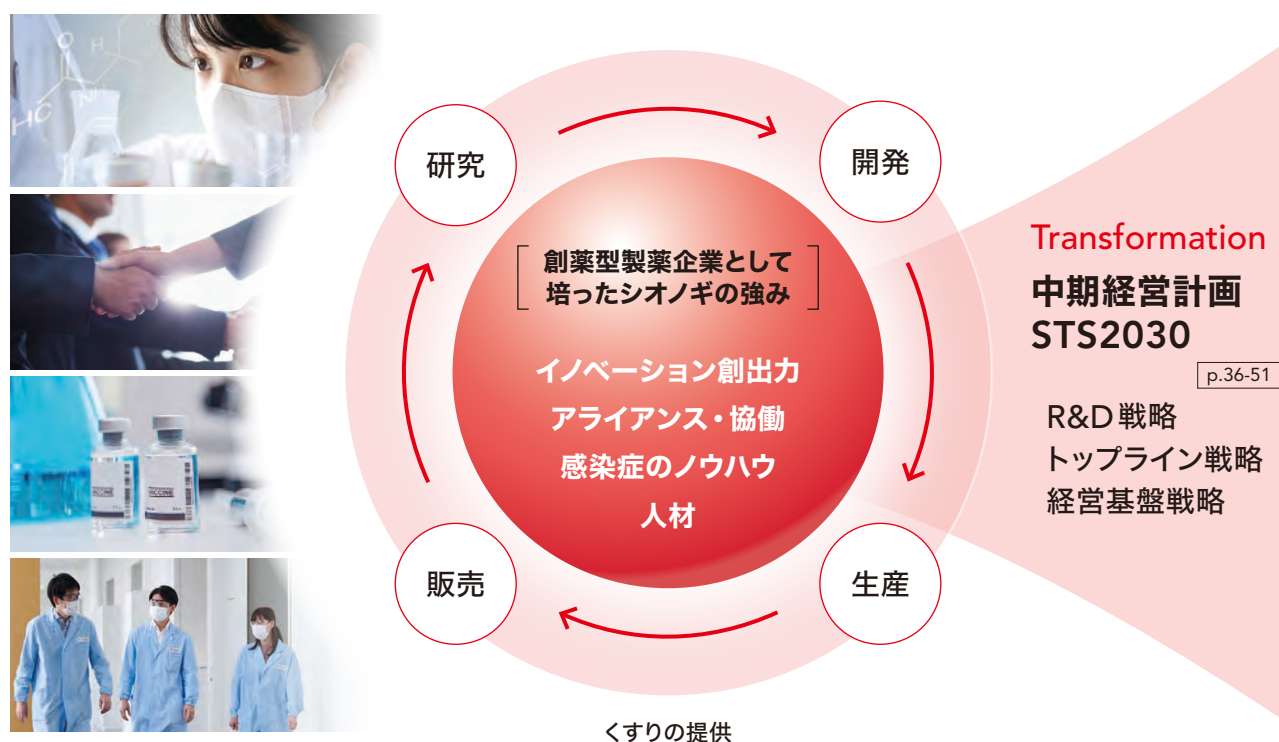 O
H
HC
NH
研究
開発
創薬型製薬企業として
培ったシオノギの強み
イノベーション創出力
アライアンス・協働
感染症のノウハウ
人材
販売
生産
くすりの提供
Transformation
中期経営計画
STS2030
p.36-51
R&D戦略
トップライン戦略
経営基盤戦略
VACCINE